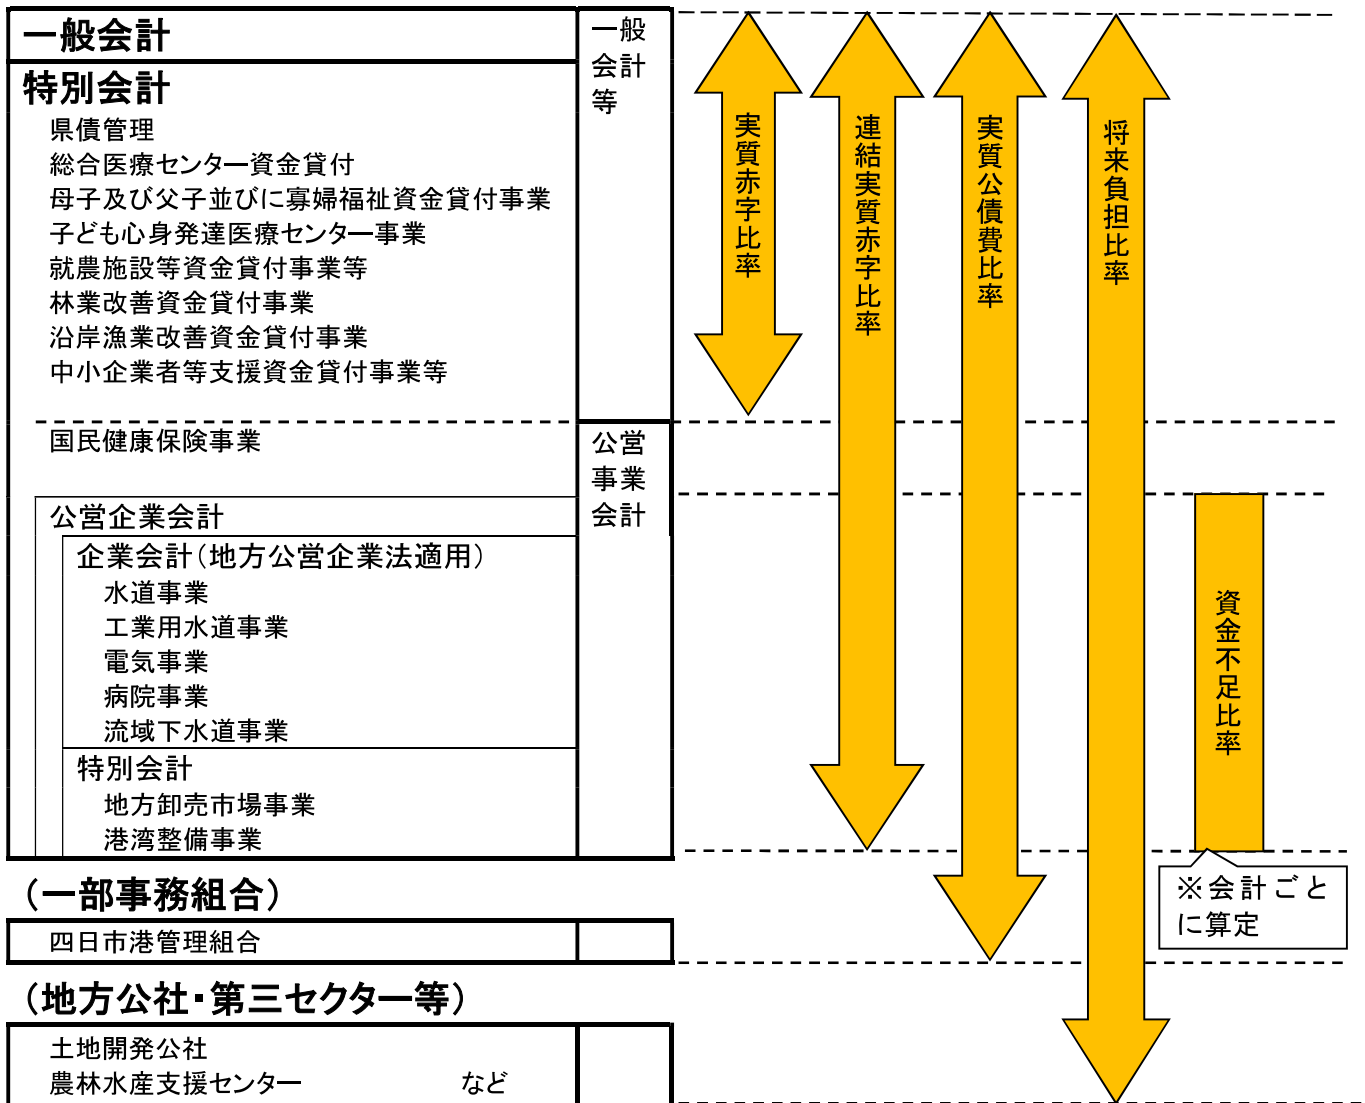 一般会計
特別会計
県債管理
総合医療センター資金貸付
母子及び父子並びに寡婦福祉資金貸付事業
子ども心身発達医療センター事業
就農施設等資金貸付事業等
林業改善資金貸付事業
沿岸漁業改善資金貸付事業
中小企業者等支援資金貸付事業等
国民健康保険事業
公営企業会計
企業会計(地方公営企業法適用)
水道事業
工業用水道事業
電気事業
病院事業
流域下水道事業
特別会計
地方卸売市場事業
港湾整備事業
一般
会計
等
公営
事業
会計
実質赤字比率
連結実質赤字比率
実質公債費比率
将来負担比率
資金不足比率
※会計ごと
に算定
(一部事務組合)
四日市港管理組合
(地方公社・第三セクター等)
土地開発公社
農林水産支援センター など